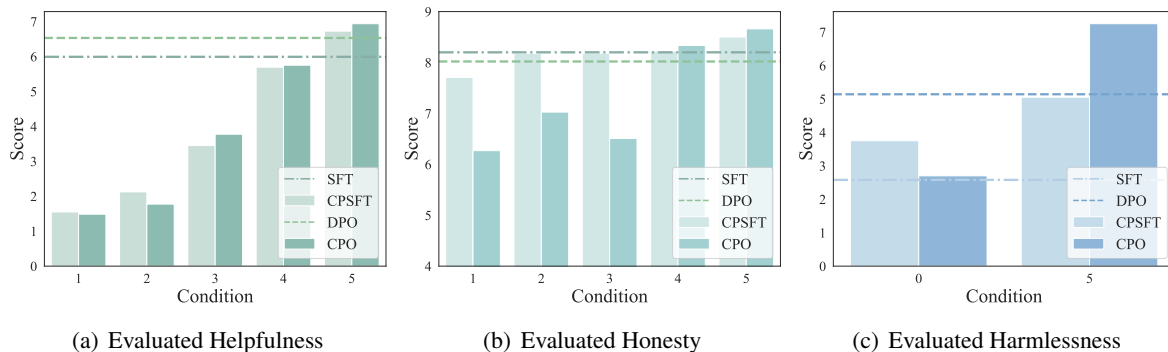 7
6
5
4
3
2
1
0
Score
SFT
CPSFT
DPO
CPO
1 2 3 4 5
Condition
(a) Evaluated Helpfulness
9
8
7
6
5
4
Score
SFT
DPO
CPSFT
CPO
1 2 3 4 5
Condition
(b) Evaluated Honesty
7
6
5
4
3
2
1
0
Score
SFT
DPO
CPSFT
CPO
0 5
Condition
(c) Evaluated Harmlessness